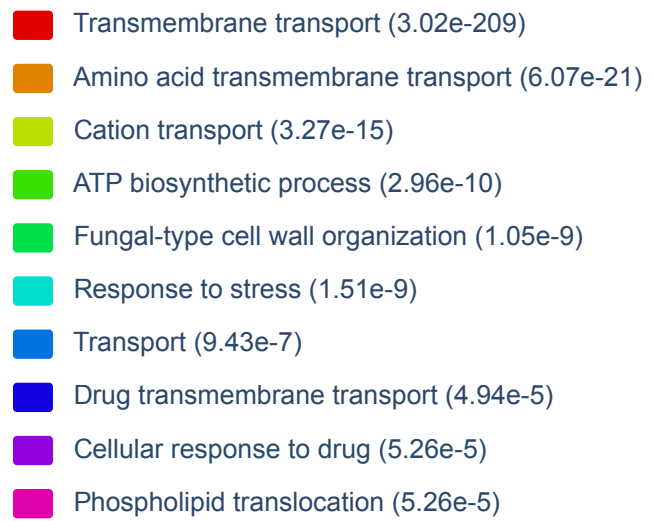 Transmembrane transport (3.02e-209)
Amino acid transmembrane transport (6.07e-21)
Cation transport (3.27e-15)
ATP biosynthetic process (2.96e-10)
Fungal-type cell wall organization (1.05e-9)
Response to stress (1.51e-9)
Transport (9.43e-7)
Drug transmembrane transport (4.94e-5)
Cellular response to drug (5.26e-5)
Phospholipid translocation (5.26e-5)